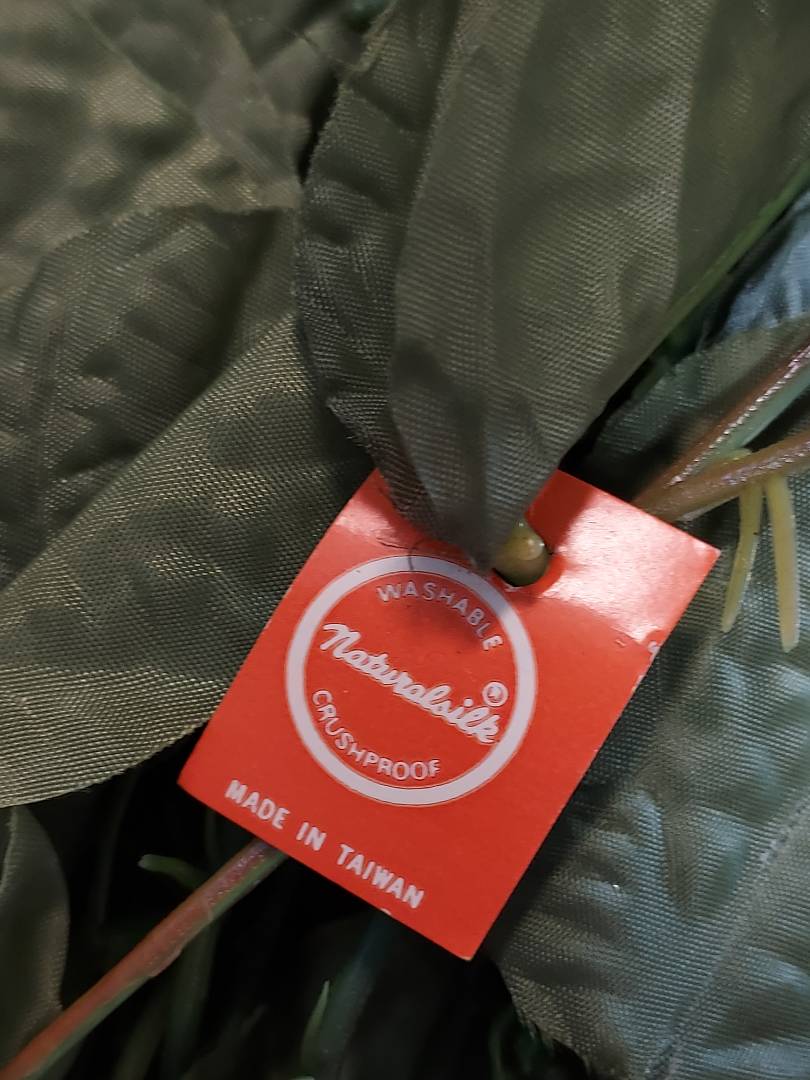 WASHABLE
Naturalsilk®
CRUSHPROOF
MADE IN TAIWAN